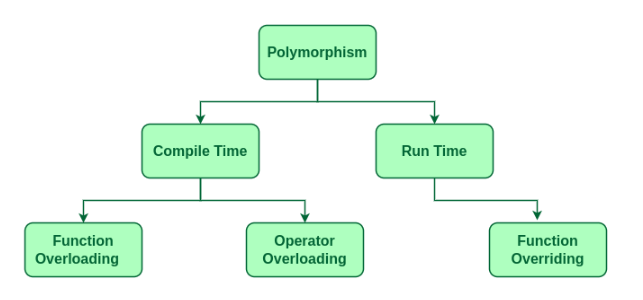 Polymorphism
Compile Time
Run Time
Function
Overloading
Operator
Overloading
Function
Overriding